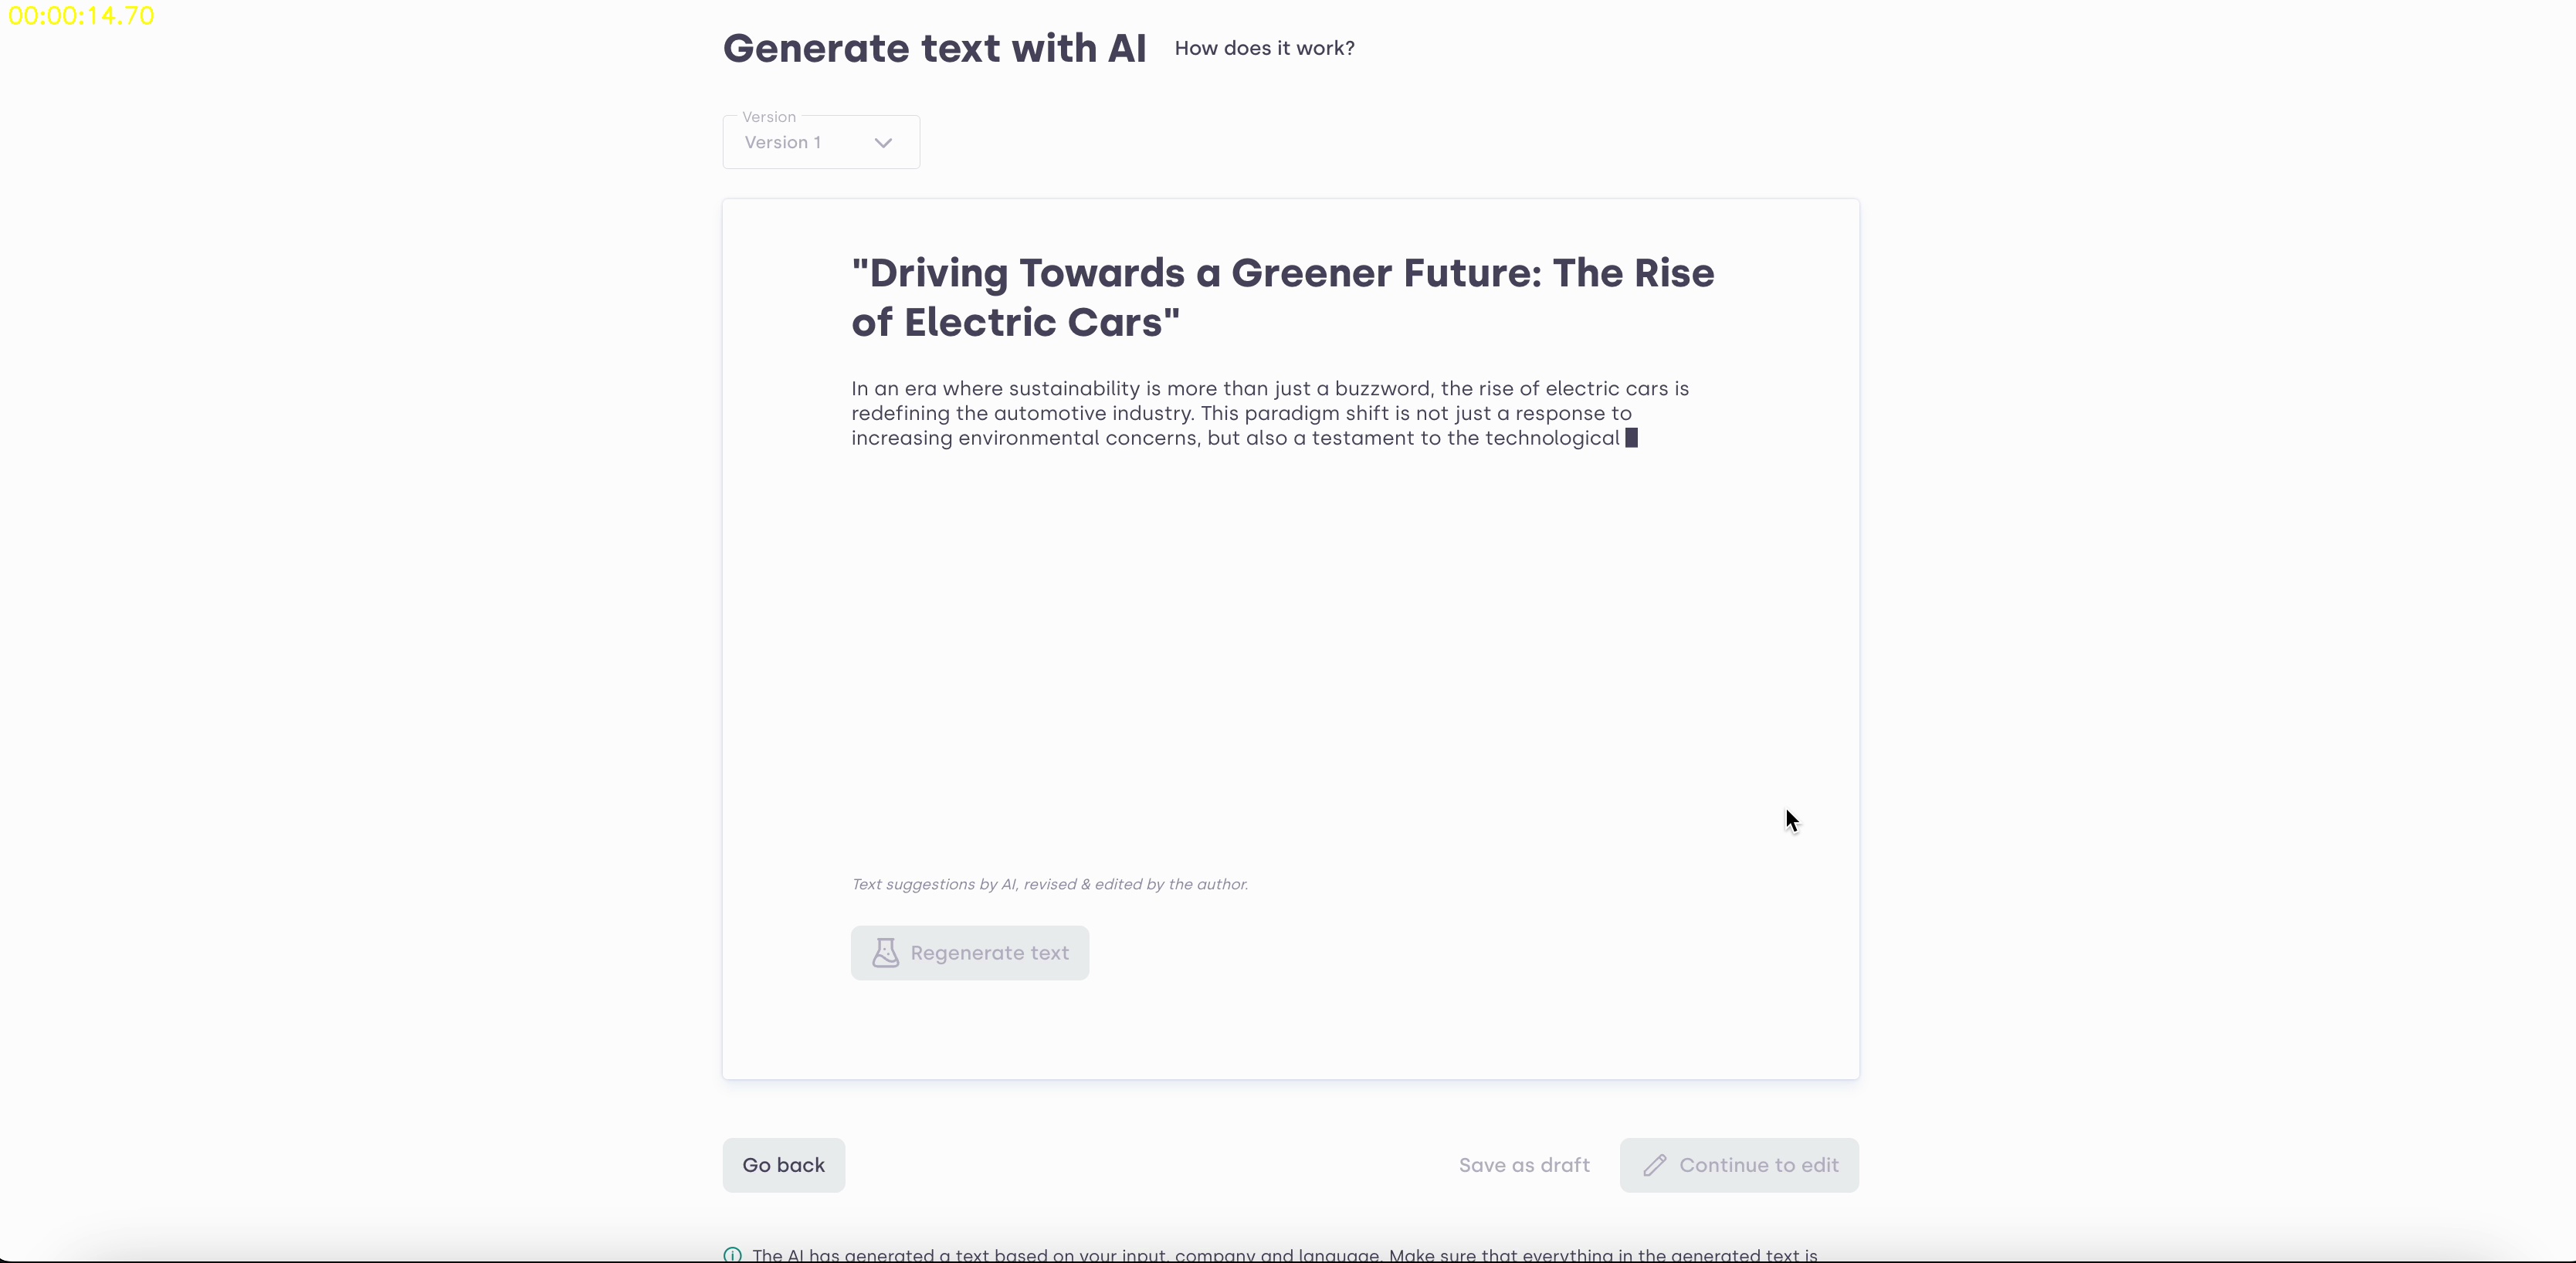 00:00:14.70
Generate text with AI How does it work?
Version
Version 1
"Driving Towards a Greener Future: The Rise
of Electric Cars"
In an era where sustainability is more than just a buzzword, the rise of electric cars is
redefining the automotive industry. This paradigm shift is not just a response to
increasing environmental concerns, but also a testament to the technological
Text suggestions by AI, revised & edited by the author.
Regenerate text
Go back Save as draft Continue to edit
The AI has generated a text based on your input, company and language. Make sure that everything in the generated text is